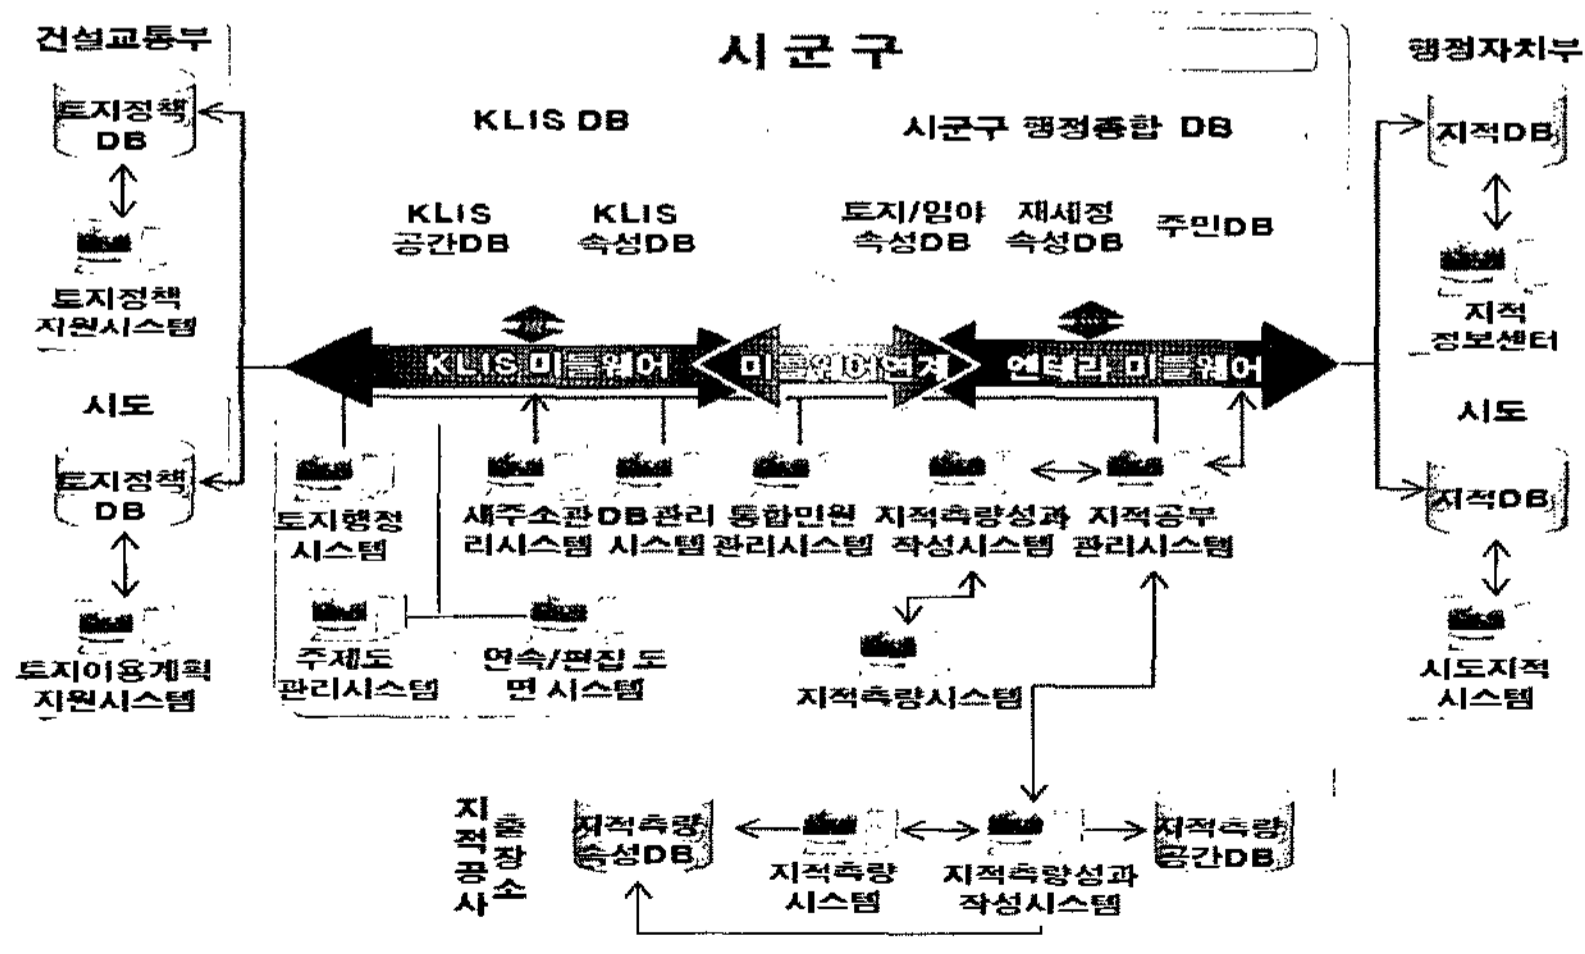 건설교통부
토지정책
DB
토지정책
지원시스템
시도
토지정책
DB
토지이용계획
지원시스템
시군구
KLIS DB
시군구 행정종합 DB
KLIS
공간DB
KLIS
속성DB
토지/임야
속성DB
재세정
속성DB
주민DB
KLIS 미들웨어
미들웨어연계
엔테라 미들웨어
토지행정
시스템
새주소관
리시스템
DB관리
시스템
통합민원
관리시스템
지적측량성과
작성시스템
지적공부
관리시스템
주제도
관리시스템
연속/편집 도
면 시스템
지적측량시스템
행정자치부
지적DB
지적
정보센터
시도
지적DB
시도지적
시스템
지적공사
출장소
지적측량
속성DB
지적측량
시스템
지적측량성과
작성시스템
지적측량
공간DB